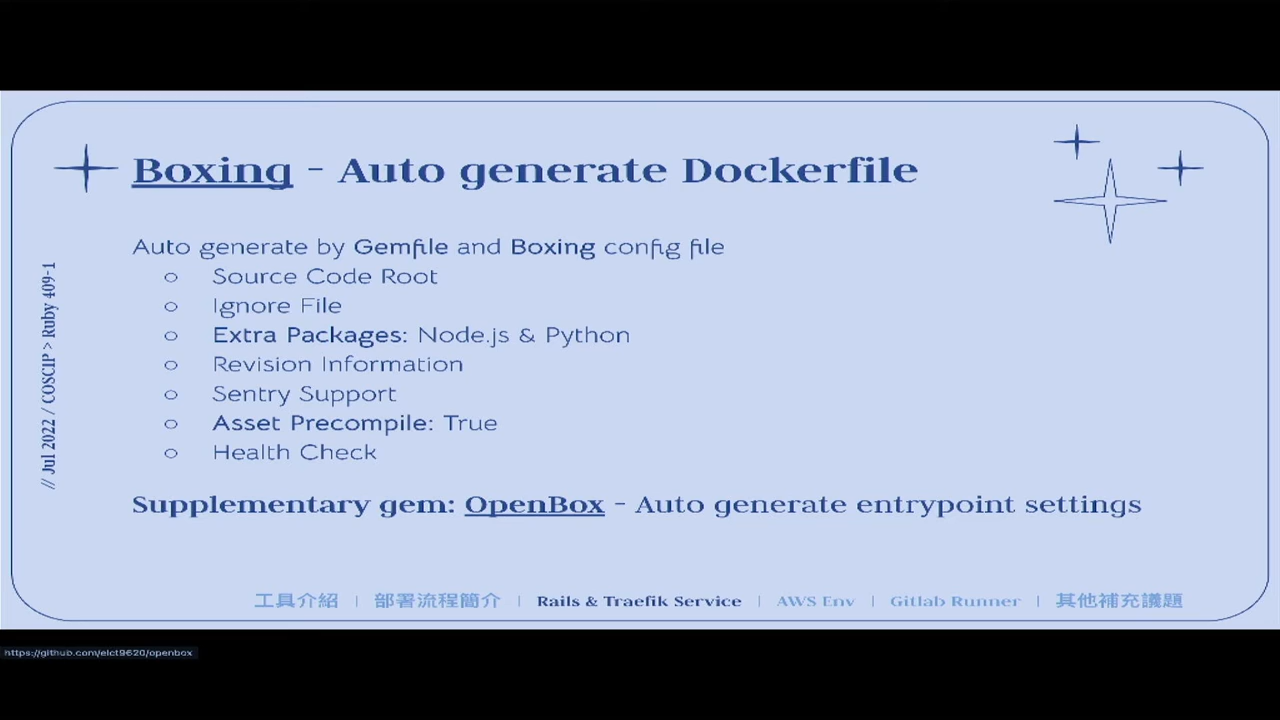 Boxing - Auto generate Dockerfile
Auto generate by Gemfile and Boxing config file
Source Code Root
Ignore File
Extra Packages: Node.js & Python
Revision Information
Sentry Support
Asset Precompile: True
Health Check
Supplementary gem: OpenBox - Auto generate entrypoint settings
// Jul 2022 / COSCIP > Ruby 409-1
工具介紹 | 部署流程簡介 | Rails & Traefik Service | AWS Env | Gitlab Runner | 其他補充議題
https://github.com/elct9620/openbox